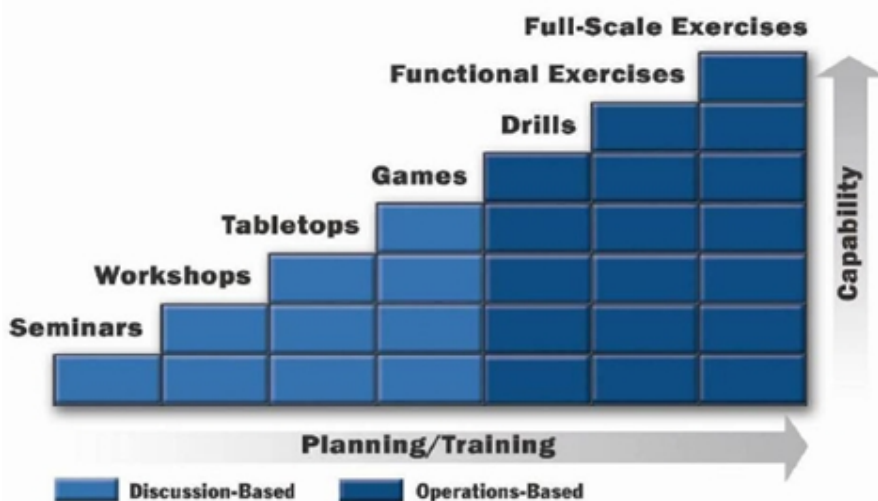 Full-Scale Exercises
Functional Exercises
Drills
Games
Tabletops
Workshops
Seminars
Capability
Planning/Training
Discussion-Based
Operations-Based